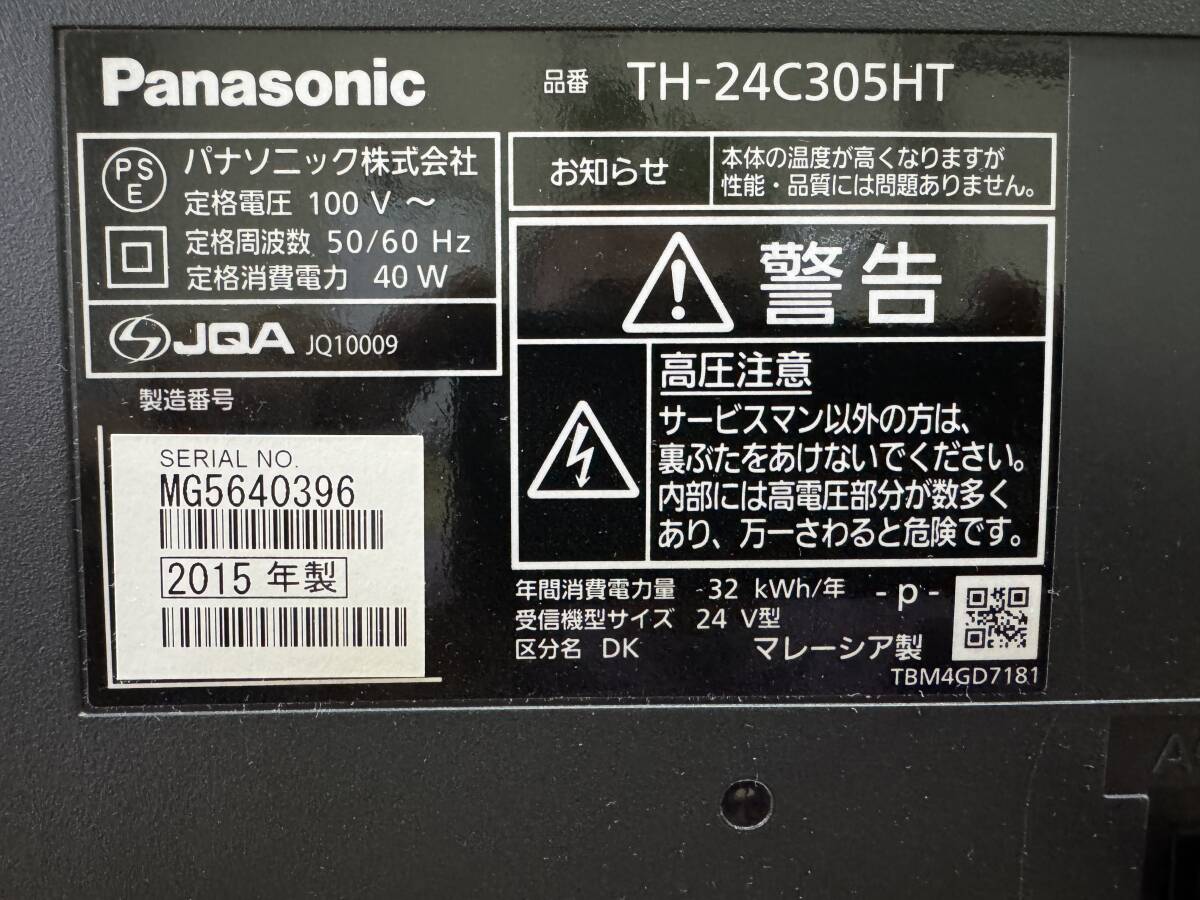 Panasonic 品番 TH-24C305HT
PS
E
パナソニック株式会社
定格電圧 100 V ～
定格周波数 50/60 Hz
定格消費電力 40 W
JQA JQ10009
製造番号
SERIAL NO.
MG5640396
2015 年製
お知らせ
本体の温度が高くなりますが
性能・品質には問題ありません。
警告
高圧注意
サービスマン以外の方は、
裏ぶたをあけないでください。
内部には高電圧部分が数多く
あり、万一さわると危険です。
年間消費電力量 32 kWh/年 - p -
受信機型サイズ 24 V型
区分名 DK マレーシア製
TBM4GD7181